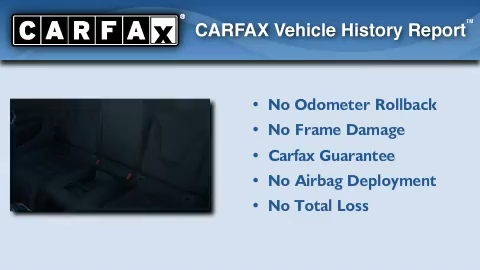 CARFAX® CARFAX Vehicle History Report™
• No Odometer Rollback
• No Frame Damage
• Carfax Guarantee
• No Airbag Deployment
• No Total Loss